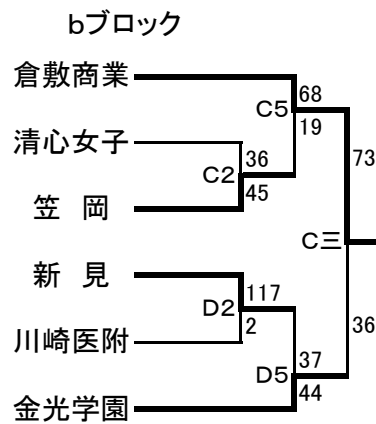 bブロック
倉敷商業
68
C5
19
清心女子
36
73
C2
45
笠 岡
C三
新 見
117
D2
2
36
川崎医附
37
D5
44
金光学園